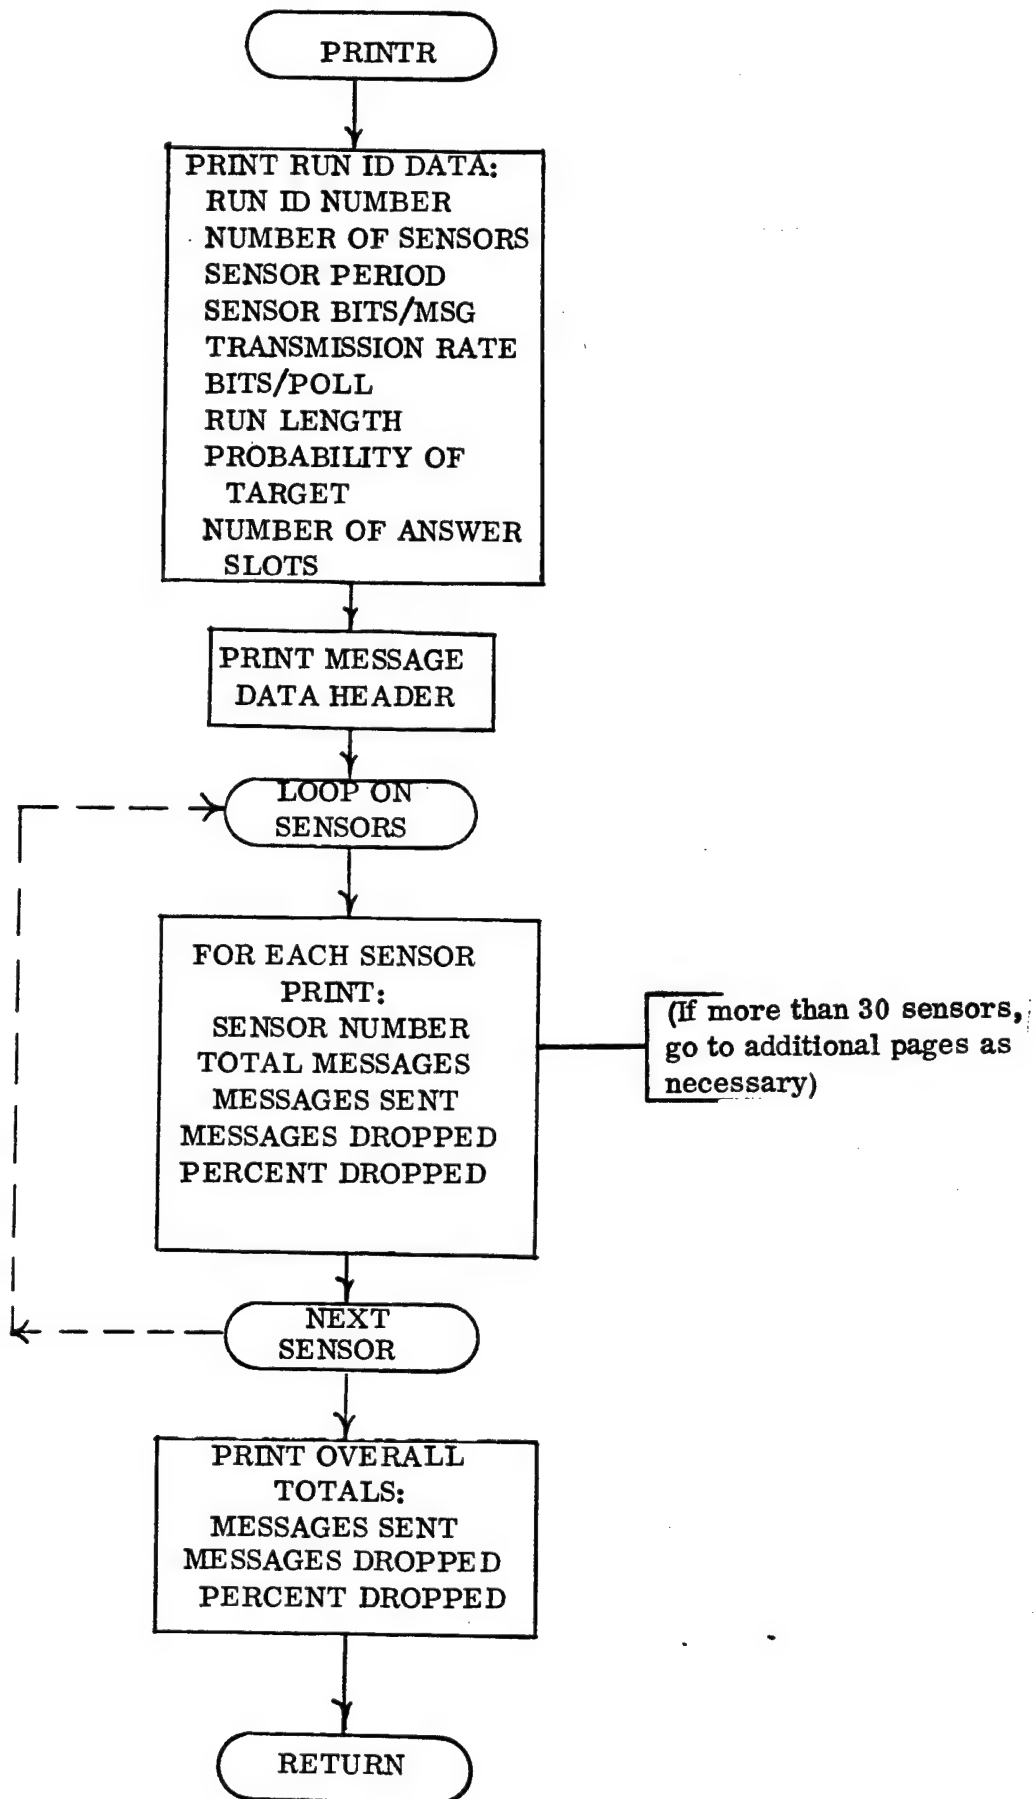 PRINTR
PRINT RUN ID DATA:
RUN ID NUMBER
NUMBER OF SENSORS
SENSOR PERIOD
SENSOR BITS/MSG
TRANSMISSION RATE
BITS/POLL
RUN LENGTH
PROBABILITY OF
TARGET
NUMBER OF ANSWER
SLOTS
PRINT MESSAGE
DATA HEADER
LOOP ON
SENSORS
FOR EACH SENSOR
PRINT:
SENSOR NUMBER
TOTAL MESSAGES
MESSAGES SENT
MESSAGES DROPPED
PERCENT DROPPED
(If more than 30 sensors,
go to additional pages as
necessary)
NEXT
SENSOR
PRINT OVERALL
TOTALS:
MESSAGES SENT
MESSAGES DROPPED
PERCENT DROPPED
RETURN